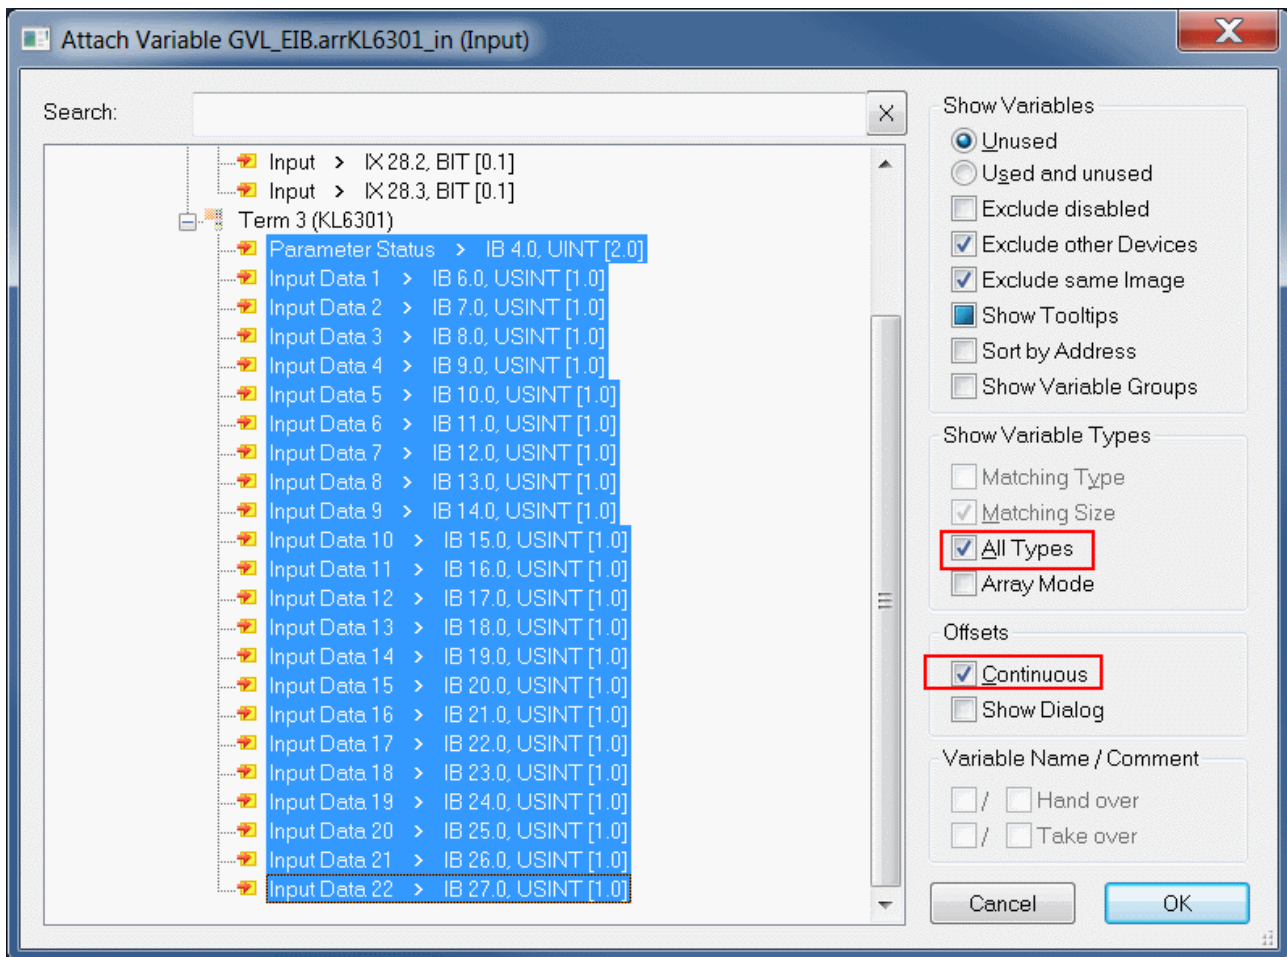 Attach Variable GVL_EIB.arrKL6301_in (Input)
Search:
Input > IX 28.2, BIT [0.1]
Input > IX 28.3, BIT [0.1]
Term 3 (KL6301)
Parameter Status > IB 4.0, UINT [2.0]
Input Data 1 > IB 6.0, USINT [1.0]
Input Data 2 > IB 7.0, USINT [1.0]
Input Data 3 > IB 8.0, USINT [1.0]
Input Data 4 > IB 9.0, USINT [1.0]
Input Data 5 > IB 10.0, USINT [1.0]
Input Data 6 > IB 11.0, USINT [1.0]
Input Data 7 > IB 12.0, USINT [1.0]
Input Data 8 > IB 13.0, USINT [1.0]
Input Data 9 > IB 14.0, USINT [1.0]
Input Data 10 > IB 15.0, USINT [1.0]
Input Data 11 > IB 16.0, USINT [1.0]
Input Data 12 > IB 17.0, USINT [1.0]
Input Data 13 > IB 18.0, USINT [1.0]
Input Data 14 > IB 19.0, USINT [1.0]
Input Data 15 > IB 20.0, USINT [1.0]
Input Data 16 > IB 21.0, USINT [1.0]
Input Data 17 > IB 22.0, USINT [1.0]
Input Data 18 > IB 23.0, USINT [1.0]
Input Data 19 > IB 24.0, USINT [1.0]
Input Data 20 > IB 25.0, USINT [1.0]
Input Data 21 > IB 26.0, USINT [1.0]
Input Data 22 > IB 27.0, USINT [1.0]
Show Variables
Unused
Used and unused
Exclude disabled
Exclude other Devices
Exclude same Image
Show Tooltips
Sort by Address
Show Variable Groups
Show Variable Types
Matching Type
Matching Size
All Types
Array Mode
Offsets
Continuous
Show Dialog
Variable Name / Comment
/ Hand over
/ Take over
Cancel
OK